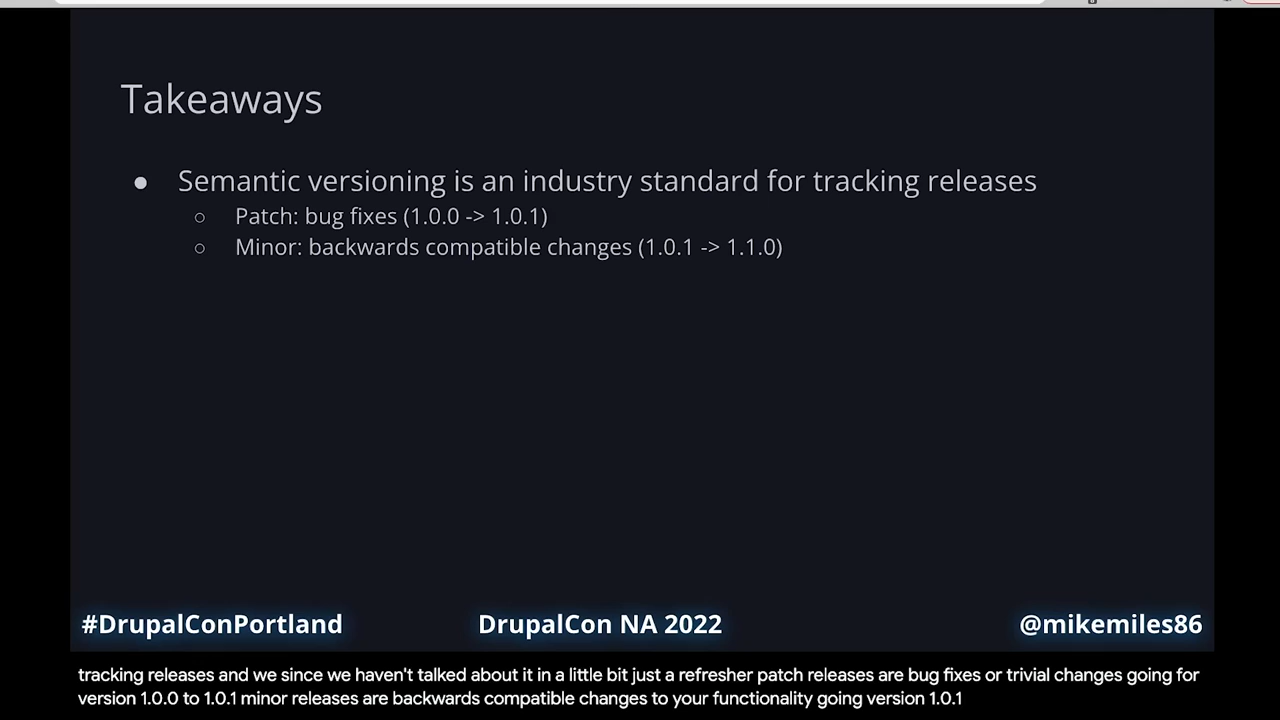 Takeaways
● Semantic versioning is an industry standard for tracking releases
○ Patch: bug fixes (1.0.0 -> 1.0.1)
○ Minor: backwards compatible changes (1.0.1 -> 1.1.0)
#DrupalConPortland DrupalCon NA 2022 @mikemiles86
tracking releases and we since we haven't talked about it in a little bit just a refresher patch releases are bug fixes or trivial changes going for
version 1.0.0 to 1.0.1 minor releases are backwards compatible changes to your functionality going version 1.0.1